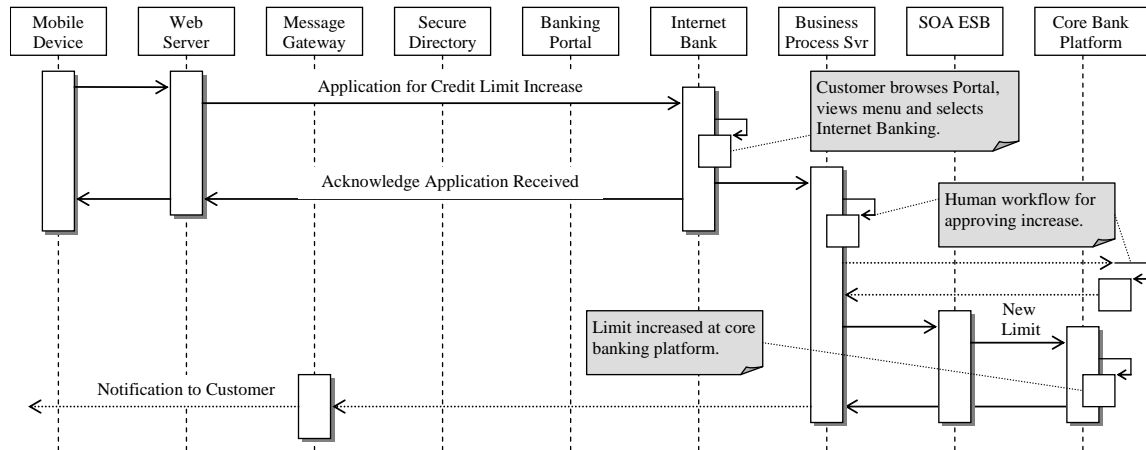 Mobile
Device
Web
Server
Message
Gateway
Secure
Directory
Banking
Portal
Internet
Bank
Business
Process Svr
SOA ESB
Core Bank
Platform
Application for Credit Limit Increase
Customer browses Portal,
views menu and selects
Internet Banking.
Acknowledge Application Received
Human workflow for
approving increase.
New
Limit
Limit increased at core
banking platform.
Notification to Customer